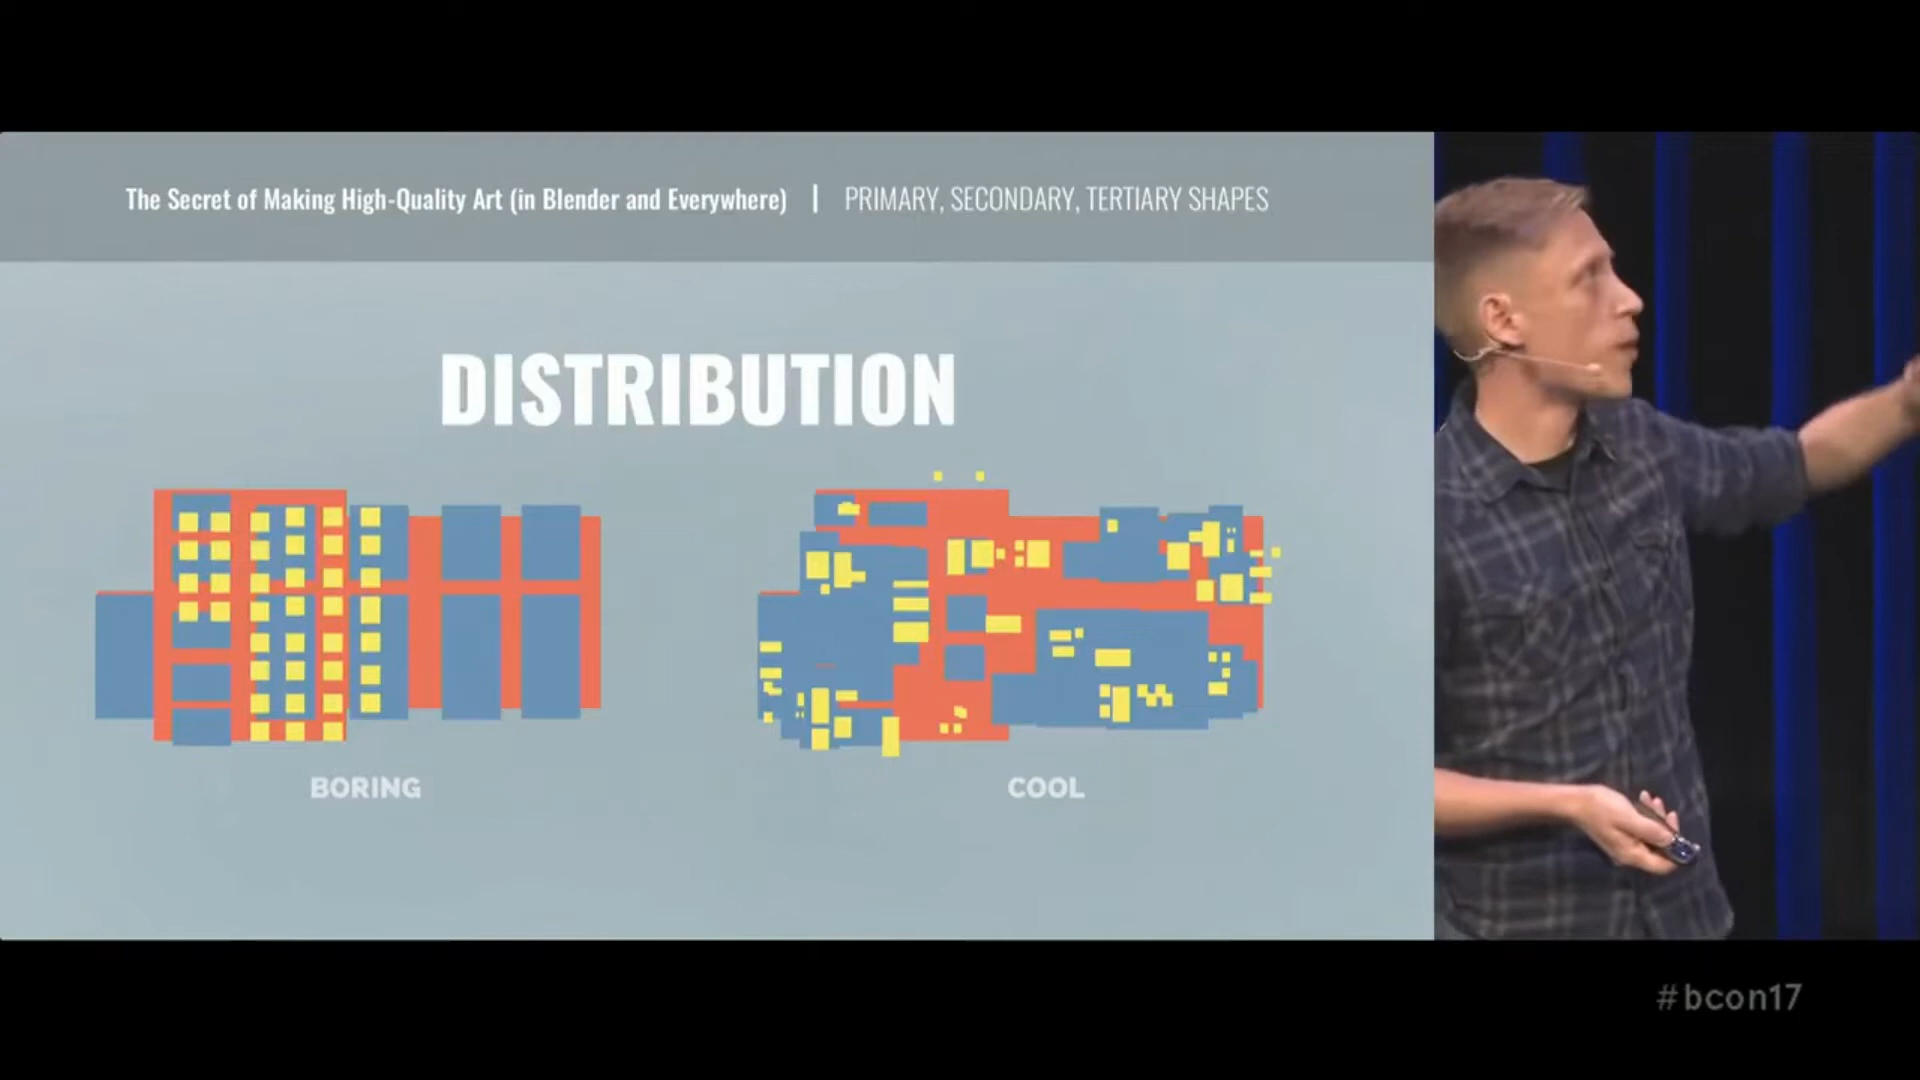 The Secret of Making High-Quality Art (in Blender and Everywhere) | PRIMARY, SECONDARY, TERTIARY SHAPES
DISTRIBUTION
BORING
COOL
#bcon17